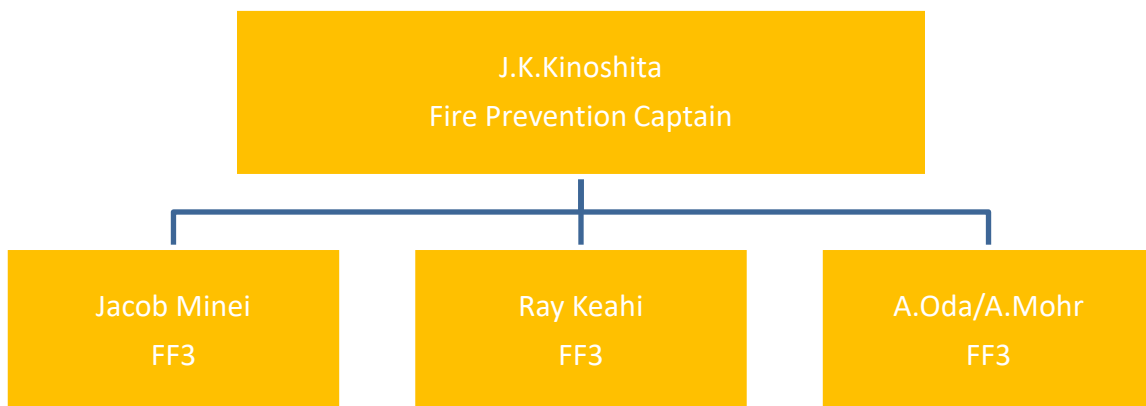 J.K.Kinoshita
Fire Prevention Captain
Jacob Minei
FF3
Ray Keahi
FF3
A.Oda/A.Mohr
FF3